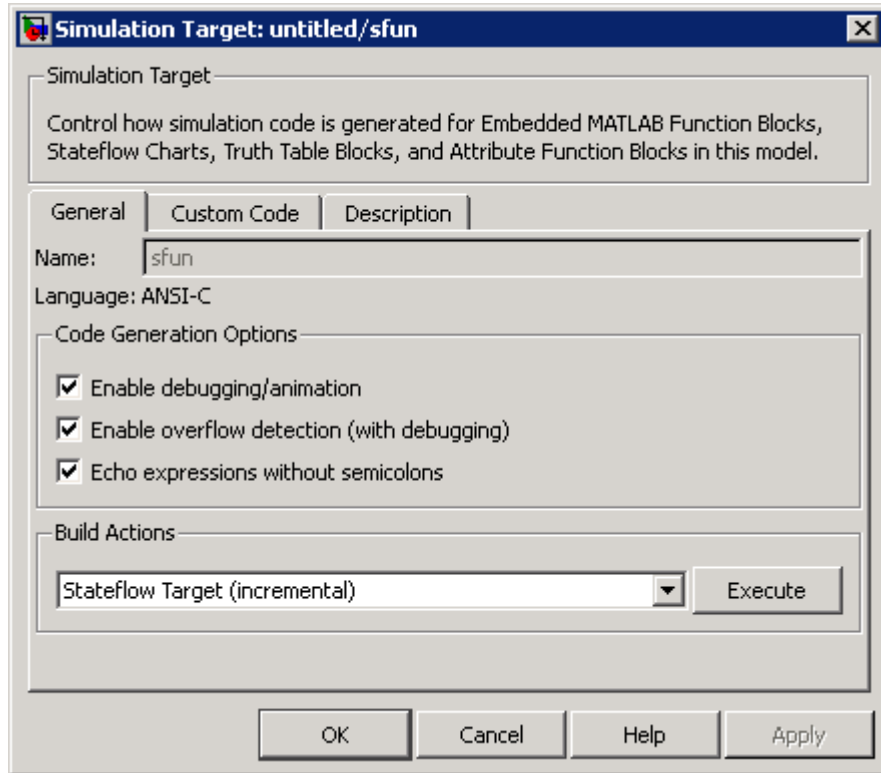 Simulation Target: untitled/sfun
Simulation Target
Control how simulation code is generated for Embedded MATLAB Function Blocks,
Stateflow Charts, Truth Table Blocks, and Attribute Function Blocks in this model.
General Custom Code Description
Name: sfun
Language: ANSI-C
Code Generation Options
Enable debugging/animation
Enable overflow detection (with debugging)
Echo expressions without semicolons
Build Actions
Stateflow Target (incremental) Execute
OK Cancel Help Apply